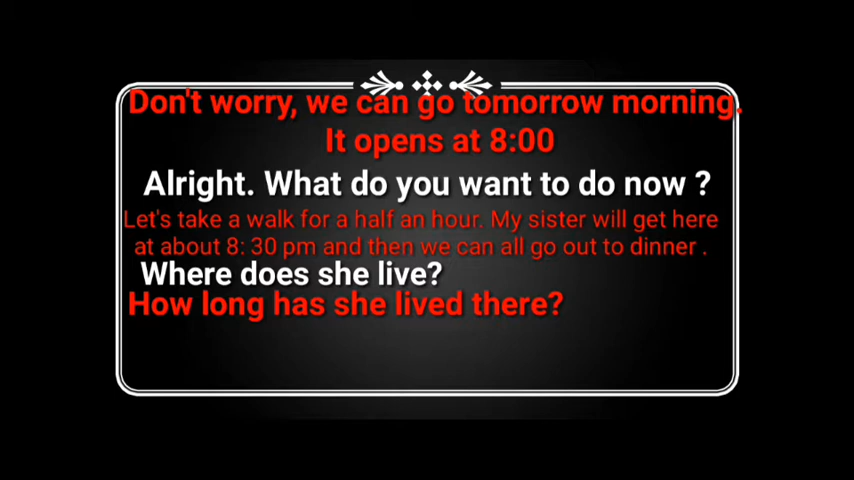 Don't worry, we can go tomorrow morning.
It opens at 8:00
Alright. What do you want to do now ?
Let's take a walk for a half an hour. My sister will get here
at about 8: 30 pm and then we can all go out to dinner .
Where does she live?
How long has she lived there?